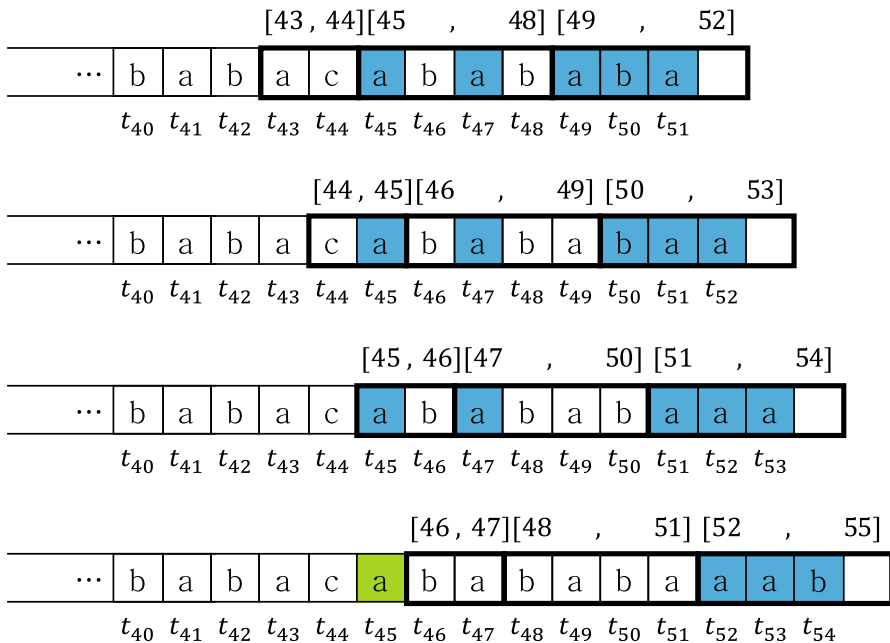 [43 , 44][45 , 48] [49 , 52]
... b a b a c a b a b a b a
t40 t41 t42 t43 t44 t45 t46 t47 t48 t49 t50 t51
[44 , 45][46 , 49] [50 , 53]
... b a b a c a b a b a b a a
t40 t41 t42 t43 t44 t45 t46 t47 t48 t49 t50 t51 t52
[45 , 46][47 , 50] [51 , 54]
... b a b a c a b a b a b a a a
t40 t41 t42 t43 t44 t45 t46 t47 t48 t49 t50 t51 t52 t53
[46 , 47][48 , 51] [52 , 55]
... b a b a c a b a b a b a a a b
t40 t41 t42 t43 t44 t45 t46 t47 t48 t49 t50 t51 t52 t53 t54